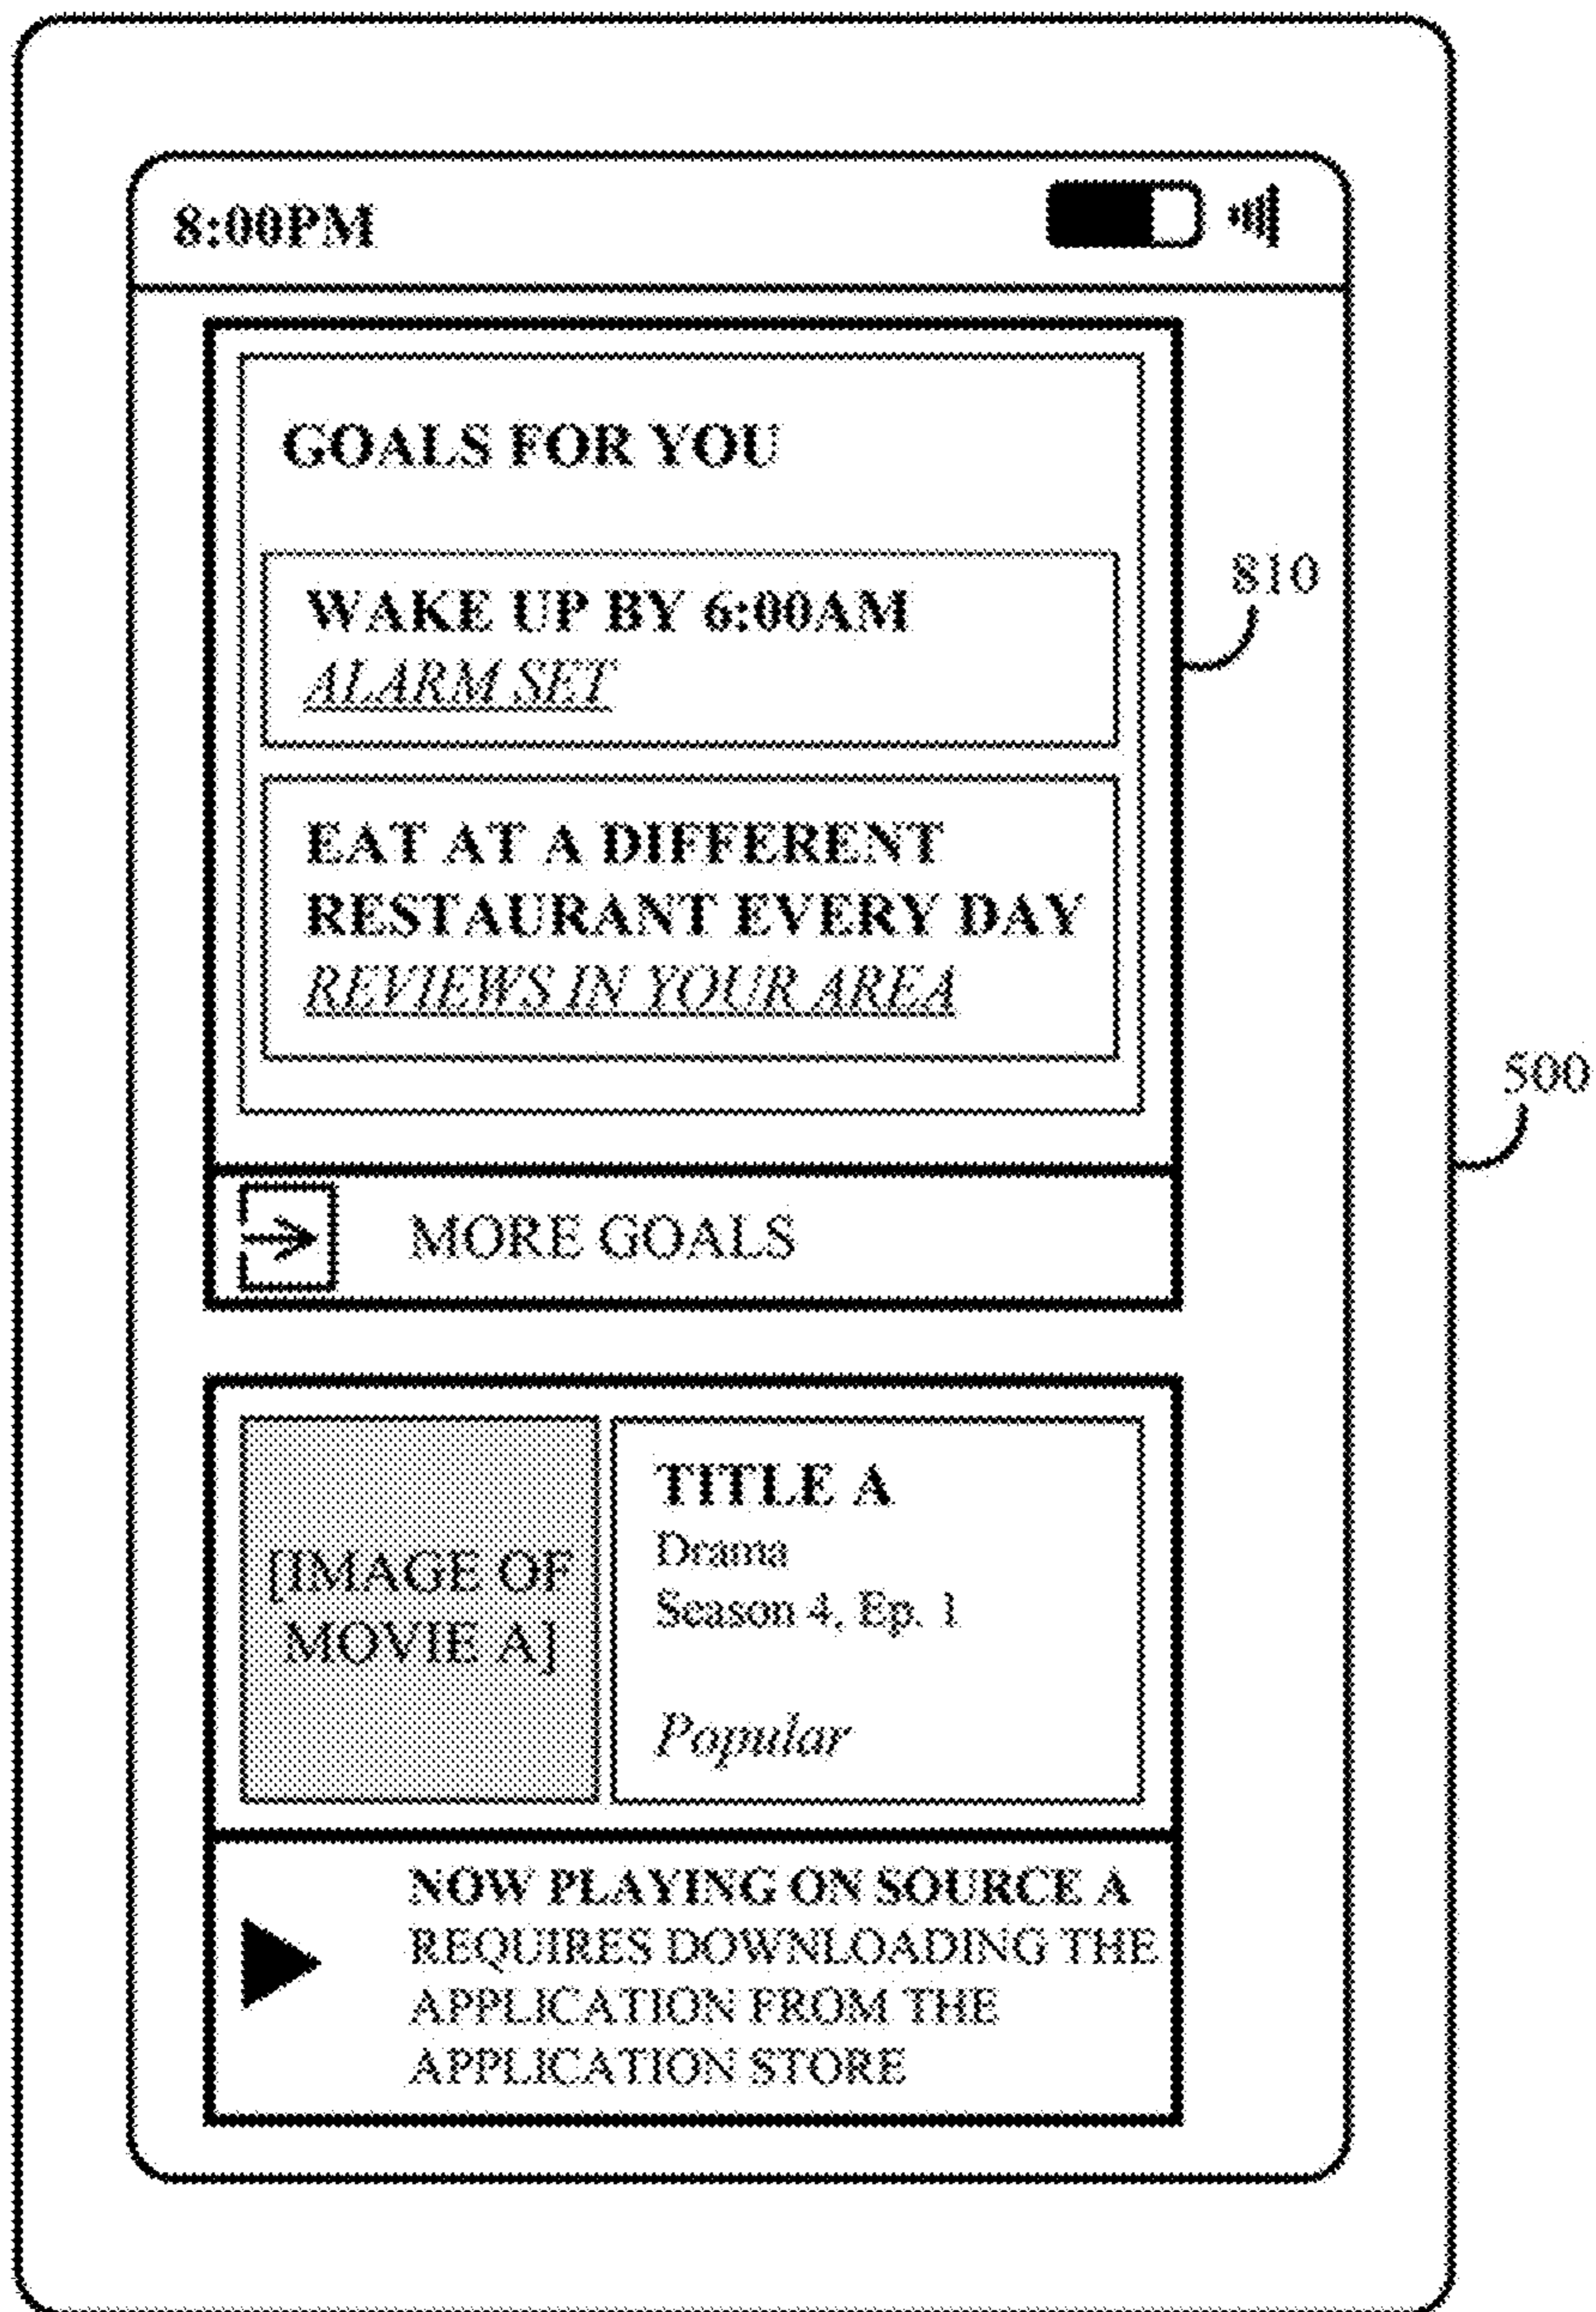 8:00PM
GOALS FOR YOU
WAKE UP BY 6:00AM
ALARM SET
810
EAT AT A DIFFERENT
RESTAURANT EVERY DAY
REVIEWS IN YOUR AREA
500
MORE GOALS
[IMAGE OF
MOVIE A]
TITLE A
Drama
Season 4, Ep. 1
Popular
NOW PLAYING ON SOURCE A
REQUIRES DOWNLOADING THE
APPLICATION FROM THE
APPLICATION STORE